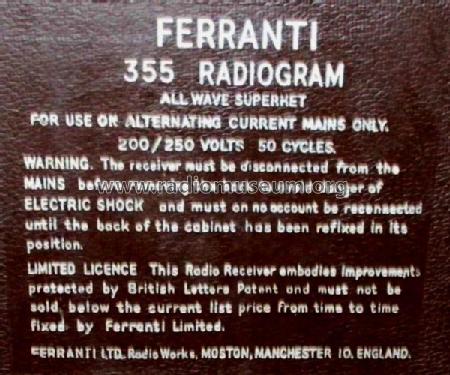 FERRANTI
355 RADIOGRAM
ALL WAVE SUPERHET
FOR USE ON ALTERNATING CURRENT MAINS ONLY.
200/250 VOLTS 50 CYCLES.
WARNING. The receiver must be disconnected from the
MAINS www.radiomuseum.org of
ELECTRIC SHOCK and must on no account be reconnected
until the back of the cabinet has been refixed in its
position.
LIMITED LICENCE This Radio Receiver embodies improvements
protected by British Letters Patent and must not be
sold below the current list price from time to time
fixed by Ferranti Limited.
FERRANTI LTD. Radio Works, MOSTON, MANCHESTER 10, ENGLAND.